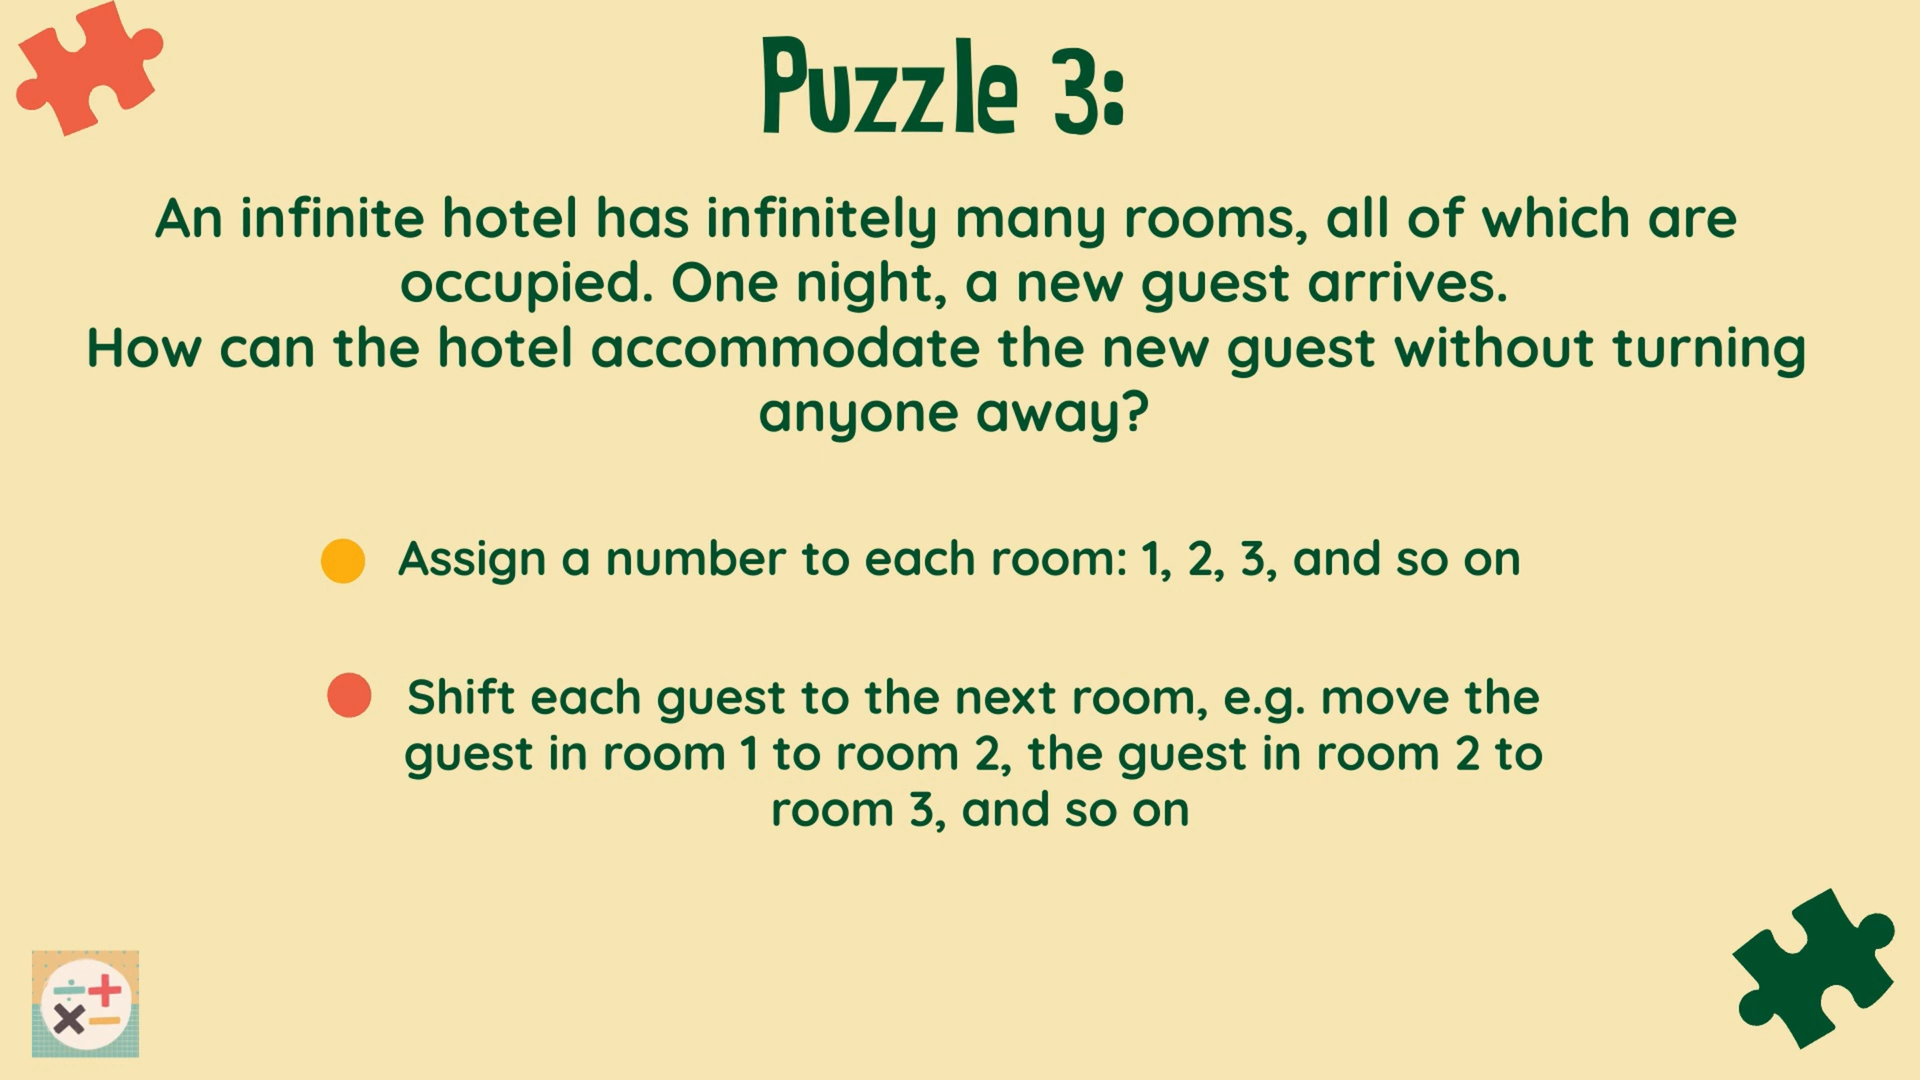 Puzzle 3:
An infinite hotel has infinitely many rooms, all of which are
occupied. One night, a new guest arrives.
How can the hotel accommodate the new guest without turning
anyone away?
Assign a number to each room: 1, 2, 3, and so on
Shift each guest to the next room, e.g. move the
guest in room 1 to room 2, the guest in room 2 to
room 3, and so on